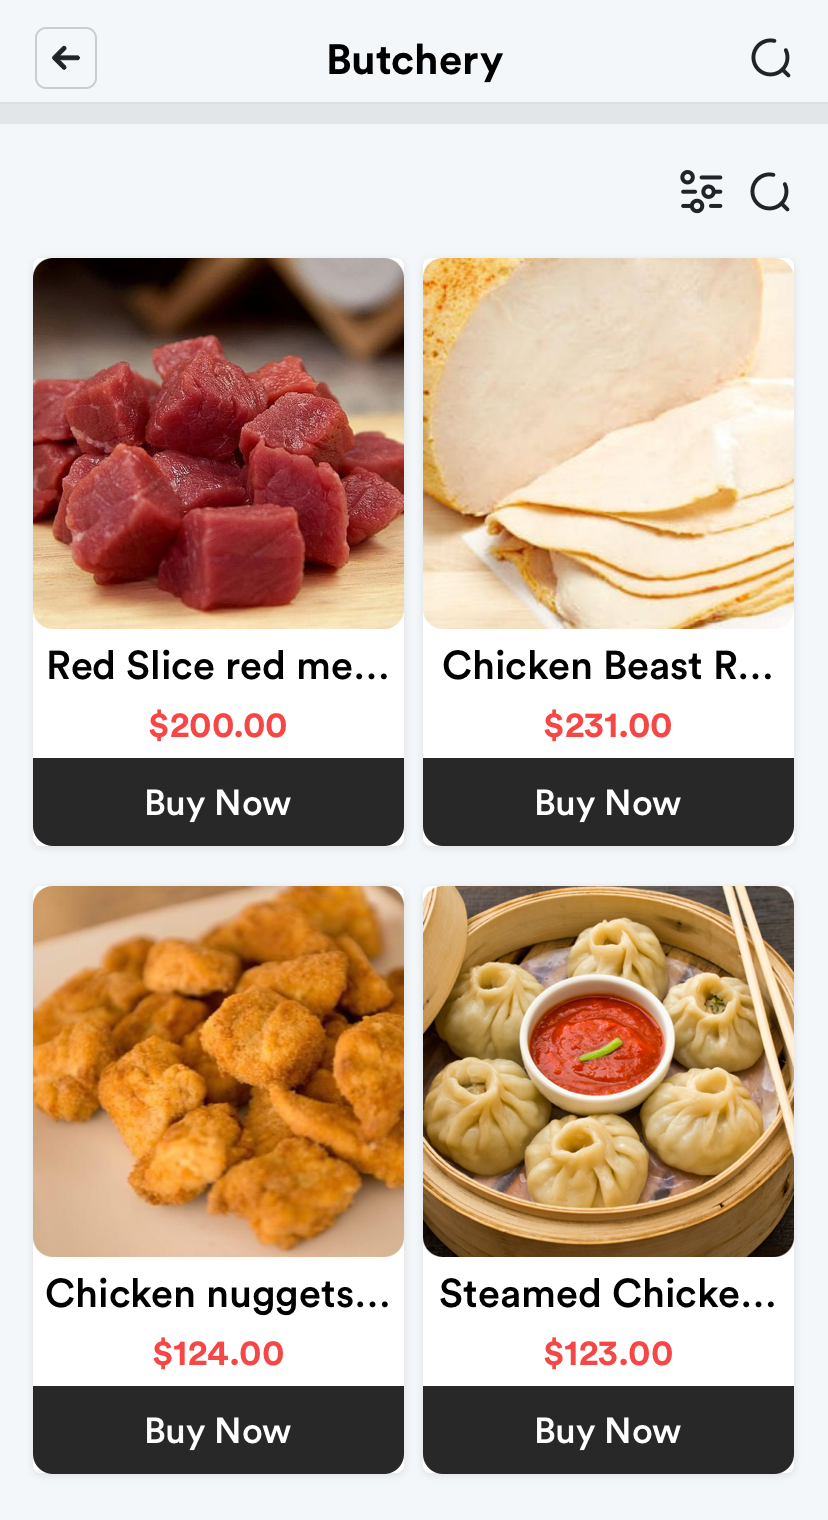 Butchery
Red Slice red me...
Chicken Beast R...
$200.00
$231.00
Buy Now
Buy Now
Chicken nuggets...
Steamed Chicke...
$124.00
$123.00
Buy Now
Buy Now